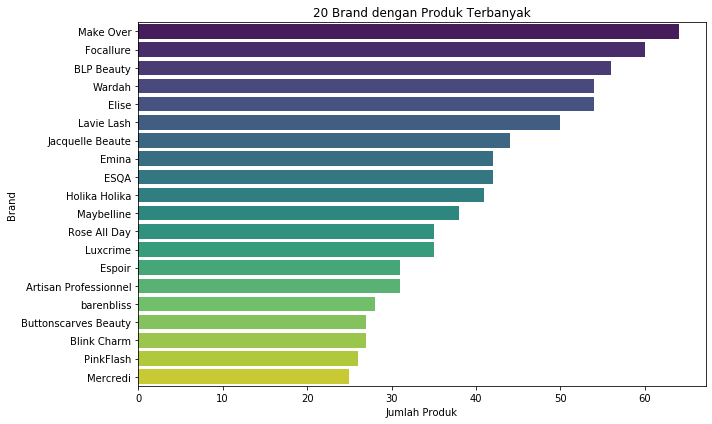 20 Brand dengan Produk Terbanyak
Brand
Make Over
Focallure
BLP Beauty
Wardah
Elise
Lavie Lash
Jacquelle Beaute
Emina
ESQA
Holika Holika
Maybelline
Rose All Day
Luxcrime
Espoir
Artisan Professionnel
barenbliss
Buttonscarves Beauty
Blink Charm
PinkFlash
Mercredi
0 10 20 30 40 50 60
Jumlah Produk